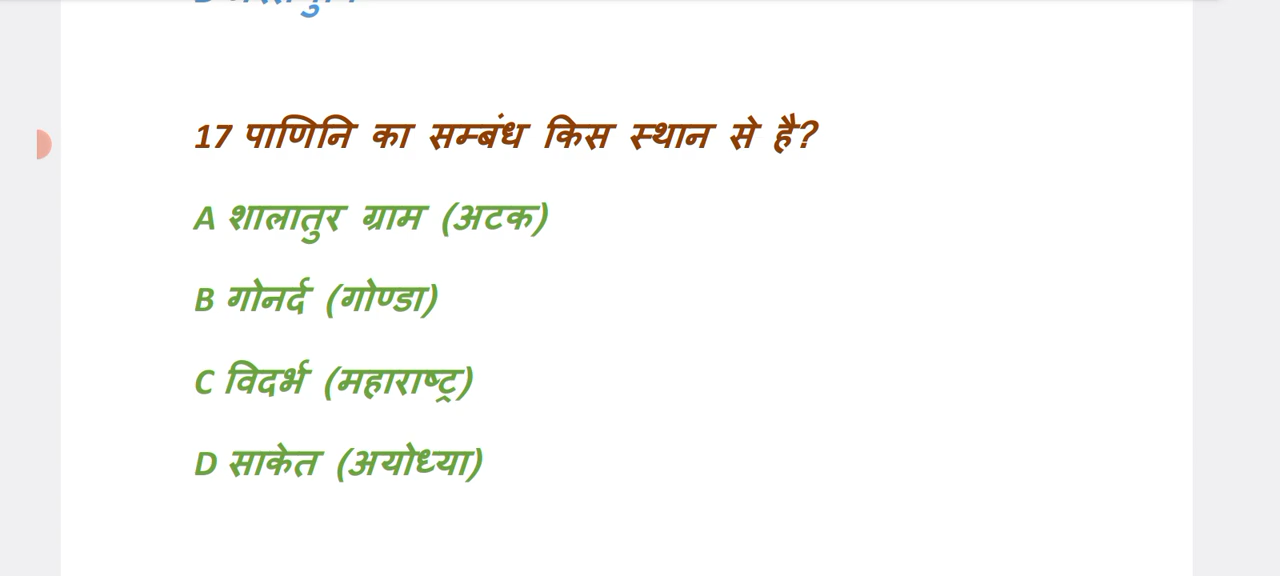 17 पाणिनि का सम्बंध किस स्थान से है?
A शालातुर ग्राम (अटक)
B गोनर्द (गोण्डा)
C विदर्भ (महाराष्ट्र)
D साकेत (अयोध्या)